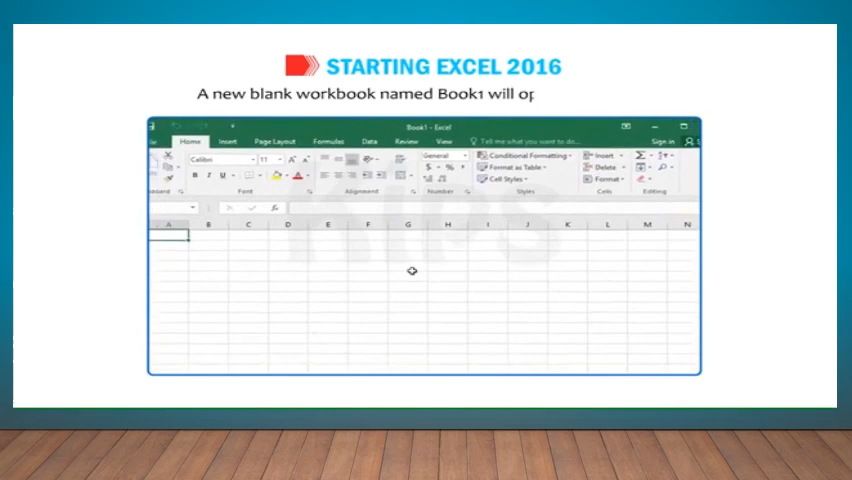 STARTING EXCEL 2016
A new blank workbook named Book1 will op
Book1 - Excel
Home Insert Page Layout Formulas Data Review View Tell me what you want to do... Sign in
Calibri 11 General Conditional Formatting Insert
B I U $ % Format as Table Delete
Cell Styles Format
Font Alignment Number Styles Cells Editing
fx
A B C D E F G H I J K L M N
KIPS